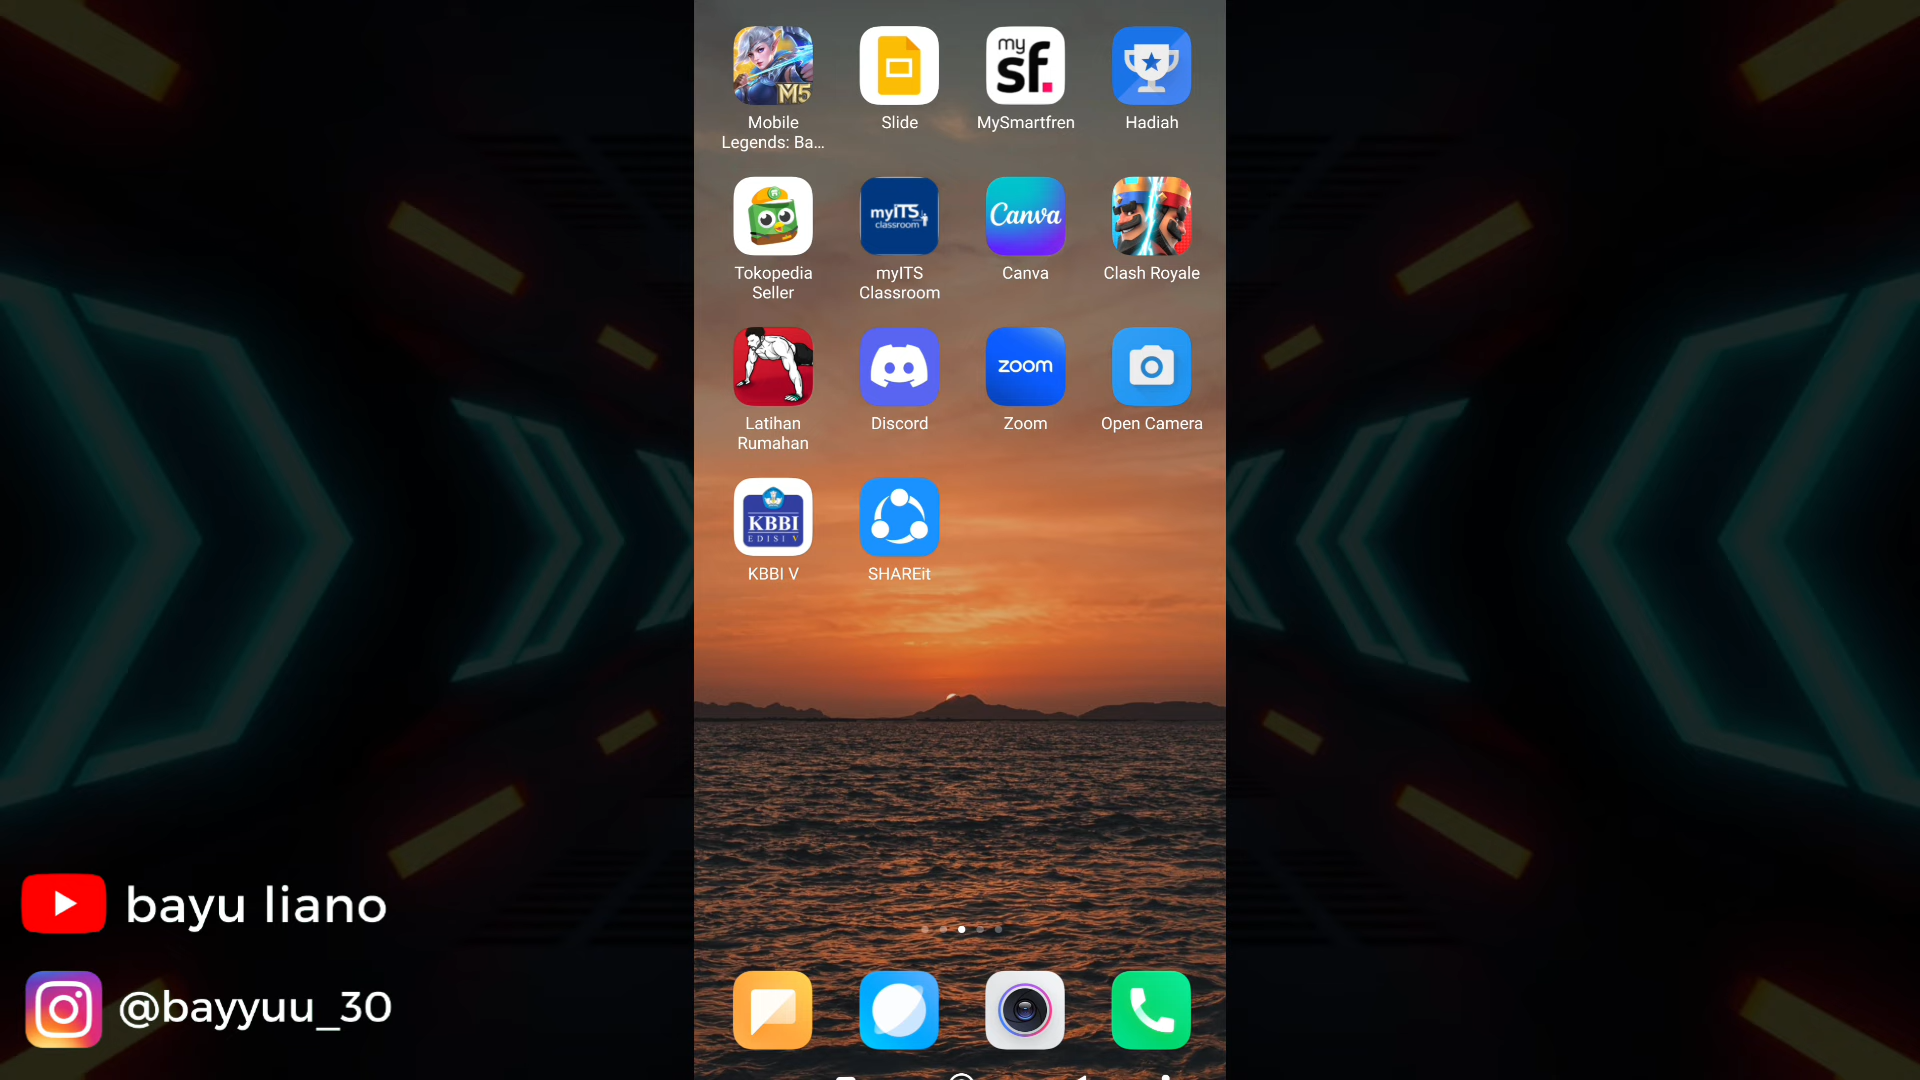 M5
my
sf.
Mobile
Legends: Ba...
Slide
MySmartfren
Hadiah
myITS
classroom
Canva
Tokopedia
Seller
myITS
Classroom
Canva
Clash Royale
zoom
Latihan
Rumahan
Discord
Zoom
Open Camera
KBBI
EDISI V
KBBI V
SHAREit
bayu liano
@bayyuu_30